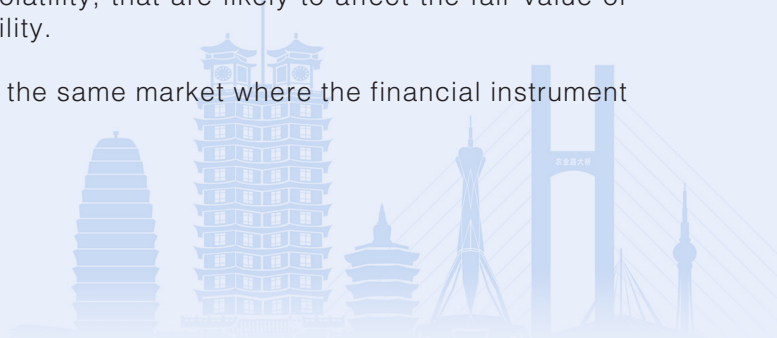 olatility, that are likely to affect the fair value of
ility.
the same market where the financial instrument